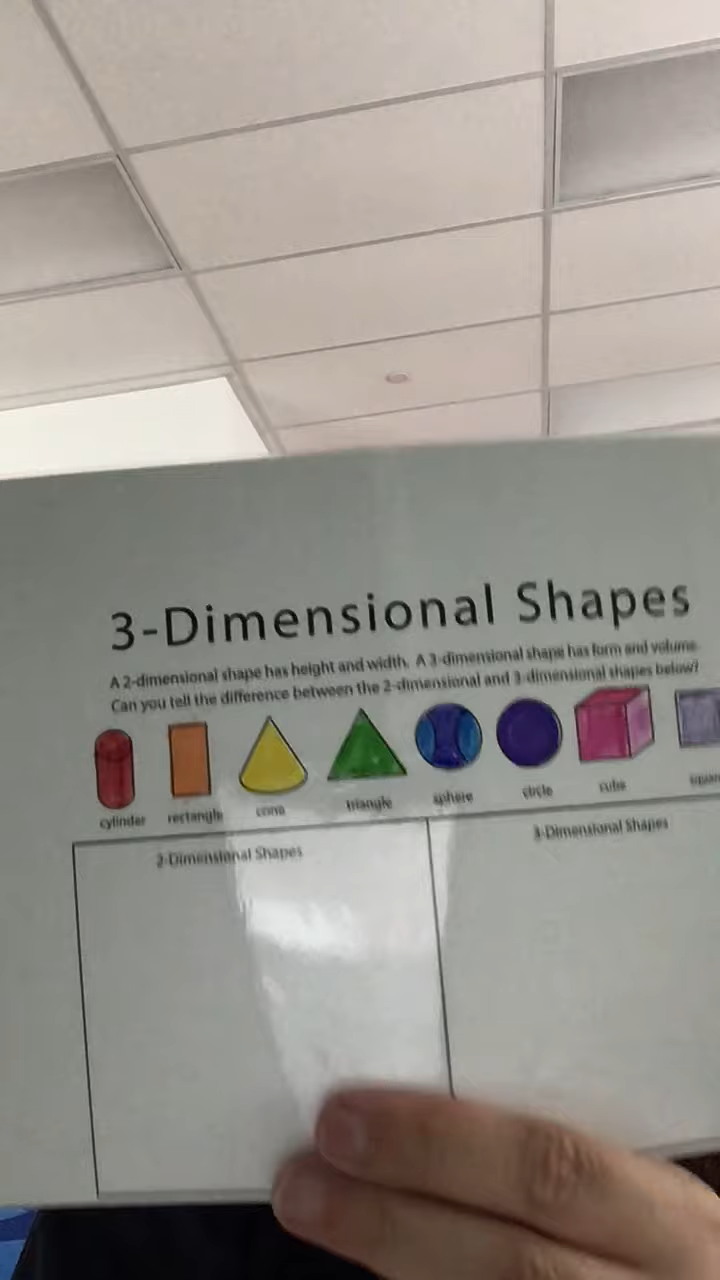 3-Dimensional Shapes
A 2-dimensional shape has height and width. A 3-dimensional shape has form and volume.
Can you tell the difference between the 2-dimensional and 3-dimensional shapes below?
cylinder rectangle cone triangle sphere circle cube
2-Dimensional Shapes
3-Dimensional Shapes